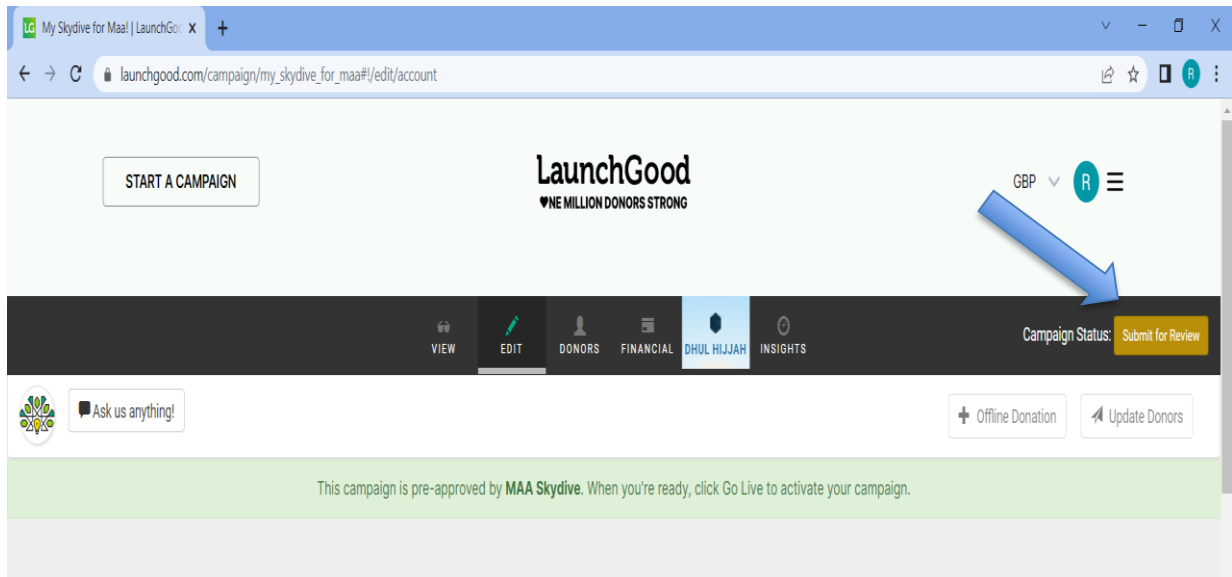 LG My Skydive for Maa! | LaunchGoo X +
launchgood.com/campaign/my_skydive_for_maa#!/edit/account R
START A CAMPAIGN
LaunchGood
♥NE MILLION DONORS STRONG
GBP R
VIEW EDIT DONORS FINANCIAL DHUL HIJJAH INSIGHTS
Campaign Status: Submit for Review
Ask us anything!
+ Offline Donation
Update Donors
This campaign is pre-approved by MAA Skydive. When you're ready, click Go Live to activate your campaign.